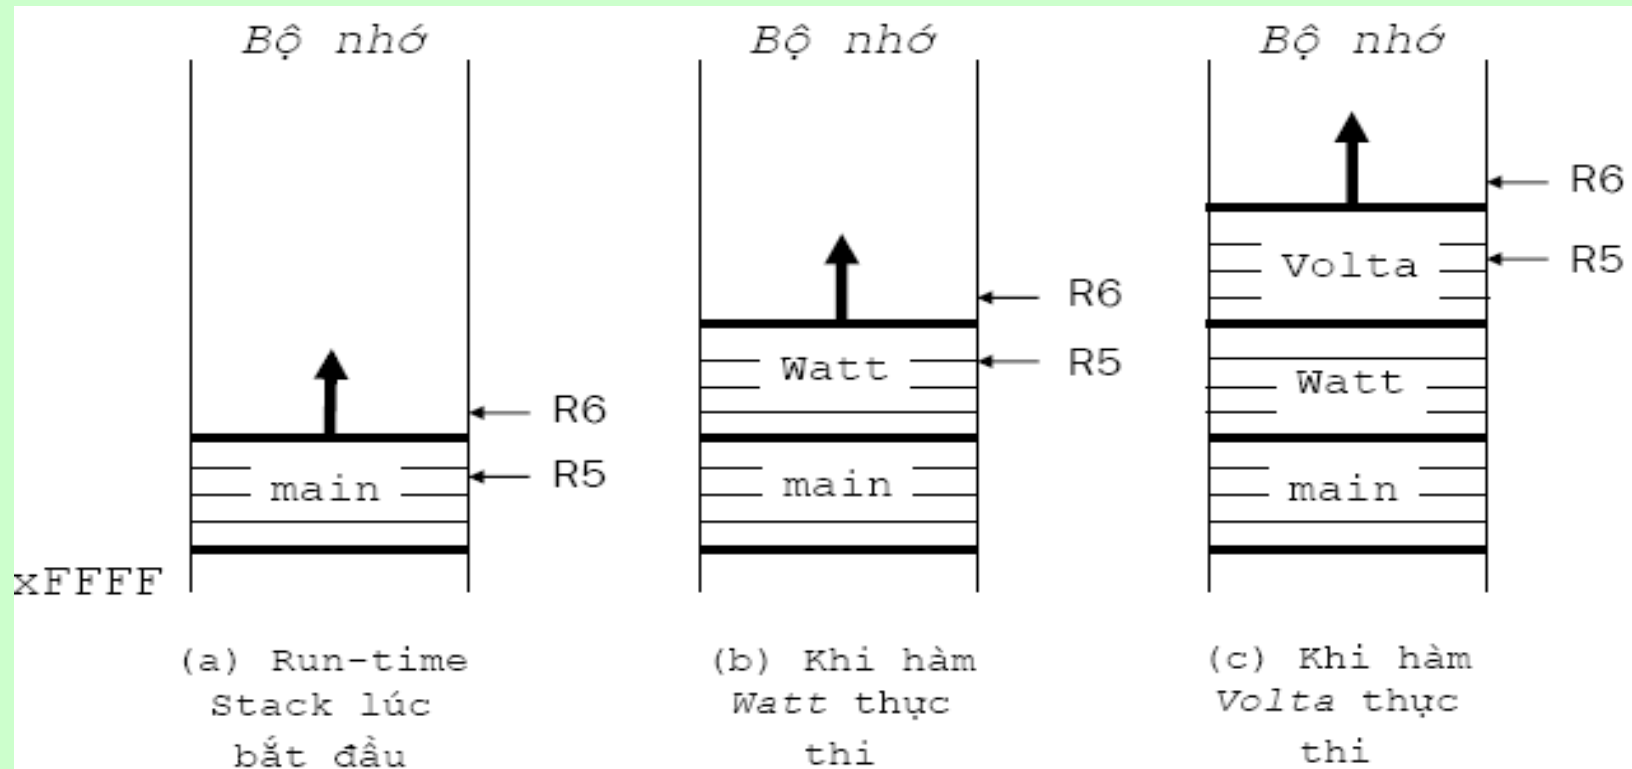 Bộ nhớ
R6
R5
main
xFFFF
(a) Run-time
Stack lúc
bắt đầu
Bộ nhớ
R6
Watt
R5
main
(b) Khi hàm
Watt thực
thi
Bộ nhớ
R6
Volta
R5
Watt
main
(c) Khi hàm
Volta thực
thi